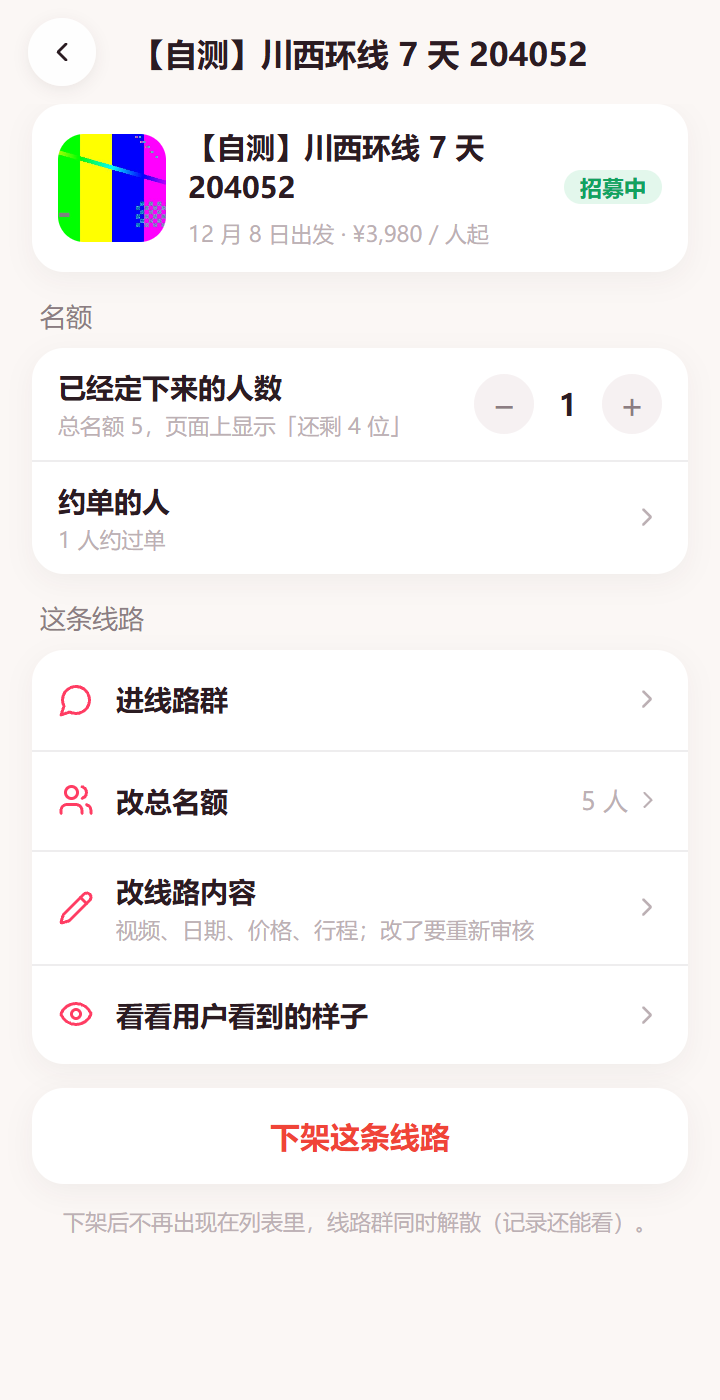 【自测】川西环线 7 天 204052
【自测】川西环线 7 天
204052
招募中
12 月 8 日出发 · ¥3,980 / 人起
名额
已经定下来的人数
总名额 5，页面上显示「还剩 4 位」
− 1 +
约单的人
1 人约过单
这条线路
进线路群
改总名额
5 人
改线路内容
视频、日期、价格、行程；改了要重新审核
看看用户看到的样子
下架这条线路
下架后不再出现在列表里，线路群同时解散（记录还能看）。